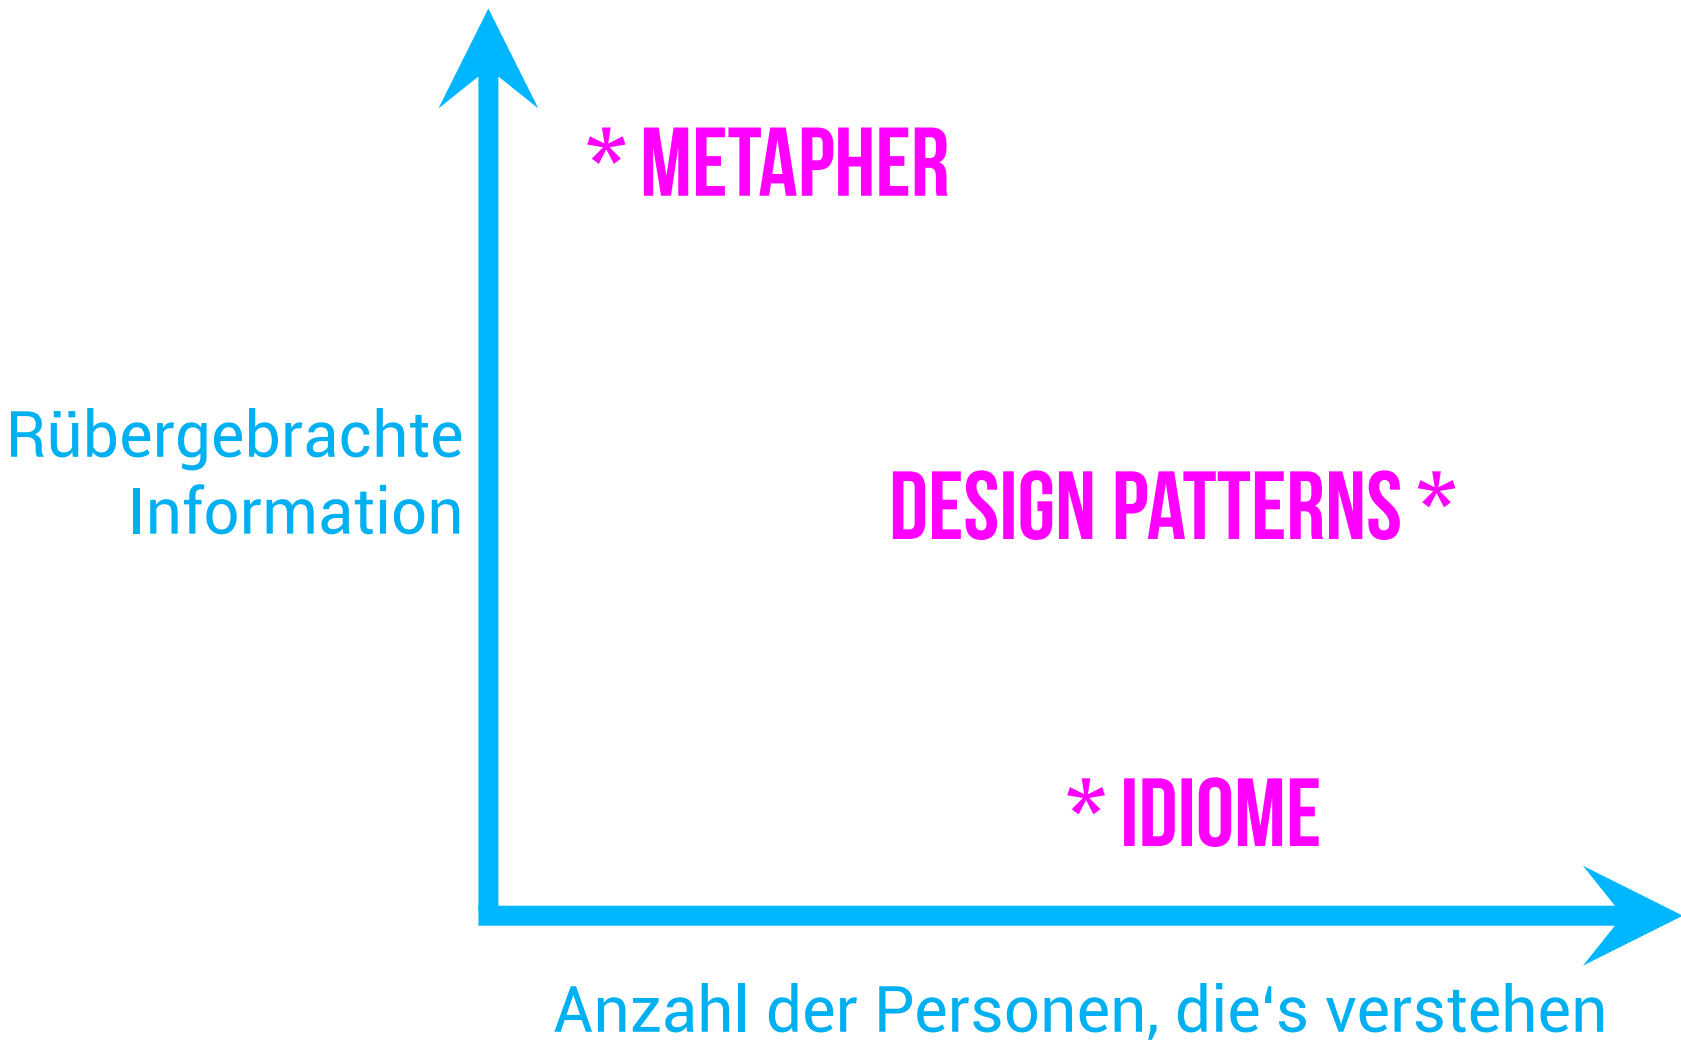 * METAPHER
Rübergebrachte
Information
DESIGN PATTERNS *
* IDIOME
Anzahl der Personen, die‘s verstehen